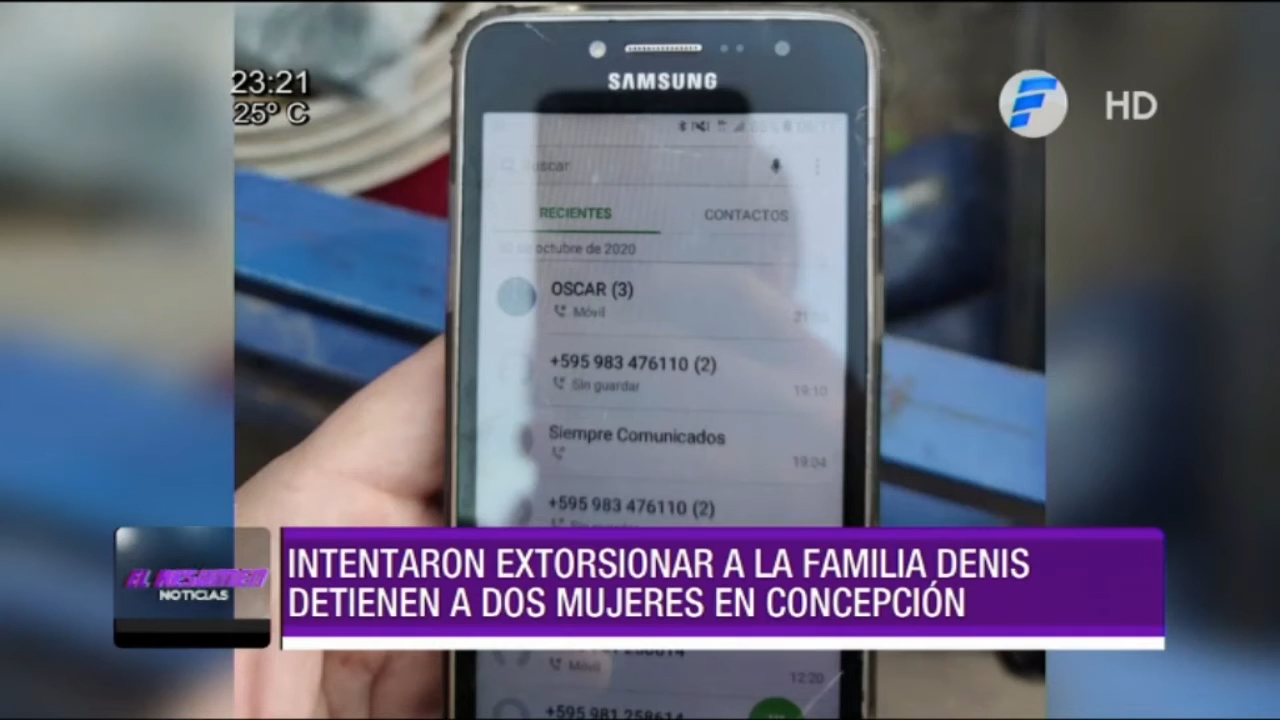 23:21
25º C
HD
SAMSUNG
RECIENTES
CONTACTOS
octubre de 2020
OSCAR (3)
Móvil
+595 983 476110 (2)
Sin guardar
19:10
Siempre Comunicados
19:04
+595 983 476110 (2)
NOTICIAS
INTENTARON EXTORSIONAR A LA FAMILIA DENIS
DETIENEN A DOS MUJERES EN CONCEPCIÓN
Móvil
12:20
+595 981 258614